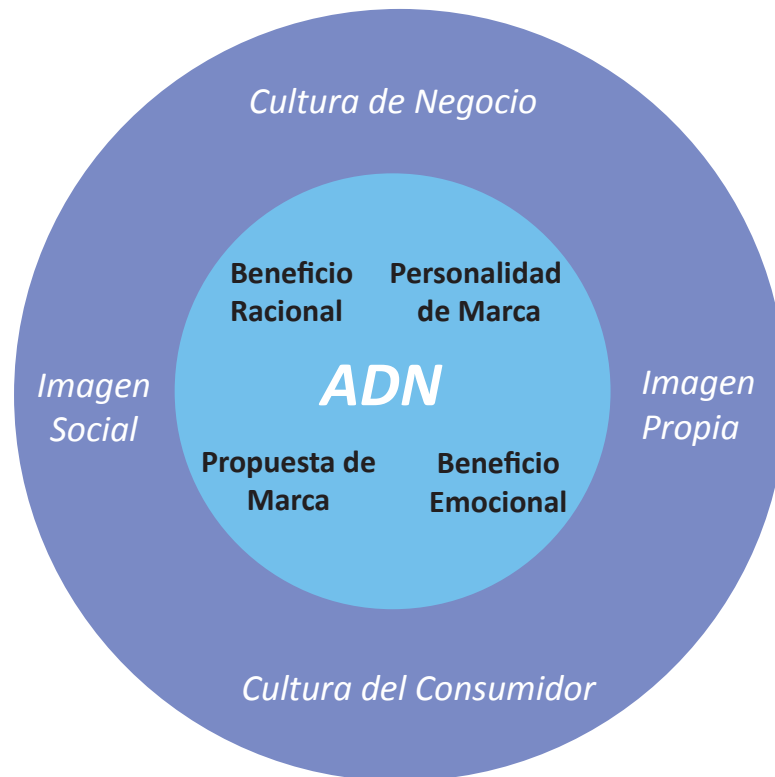 Cultura de Negocio
Beneficio
Racional
Personalidad
de Marca
Imagen
Social
ADN
Imagen
Propia
Propuesta de
Marca
Beneficio
Emocional
Cultura del Consumidor